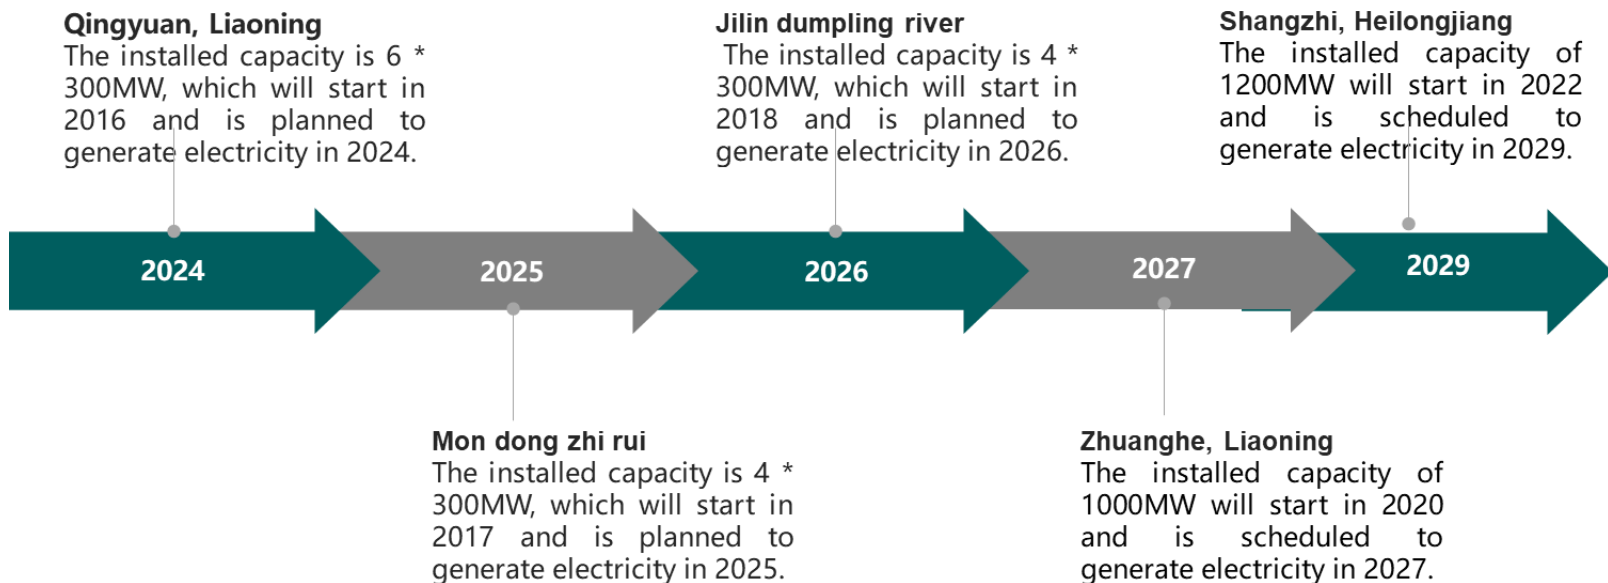 Qingyuan, Liaoning
The installed capacity is 6 *
300MW, which will start in
2016 and is planned to
generate electricity in 2024.
Jilin dumpling river
The installed capacity is 4 *
300MW, which will start in
2018 and is planned to
generate electricity in 2026.
Shangzhi, Heilongjiang
The installed capacity of
1200MW will start in 2022
and is scheduled to
generate electricity in 2029.
2024
2025
2026
2027
2029
Mon dong zhi rui
The installed capacity is 4 *
300MW, which will start in
2017 and is planned to
generate electricity in 2025.
Zhuanghe, Liaoning
The installed capacity of
1000MW will start in 2020
and is scheduled to
generate electricity in 2027.